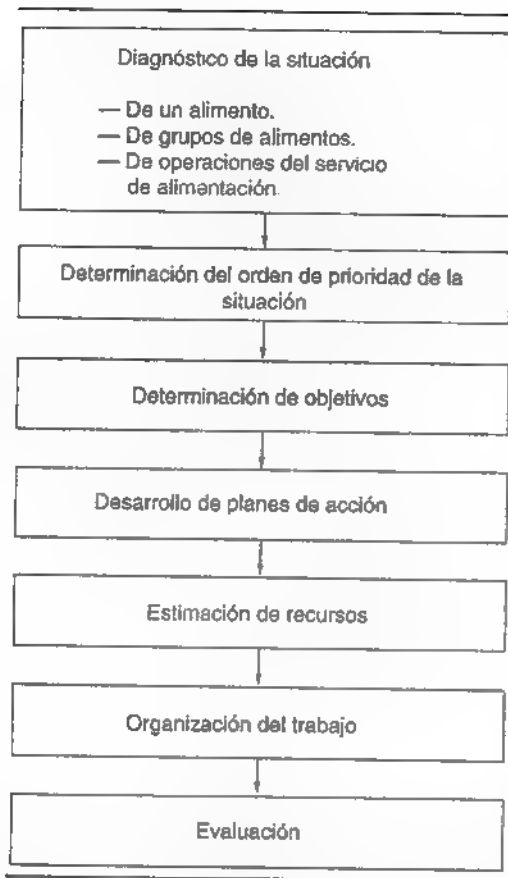 Diagnóstico de la situación
— De un alimento.
— De grupos de alimentos.
— De operaciones del servicio
de alimentación.
Determinación del orden de prioridad de la
situación
Determinación de objetivos
Desarrollo de planes de acción
Estimación de recursos
Organización del trabajo
Evaluación